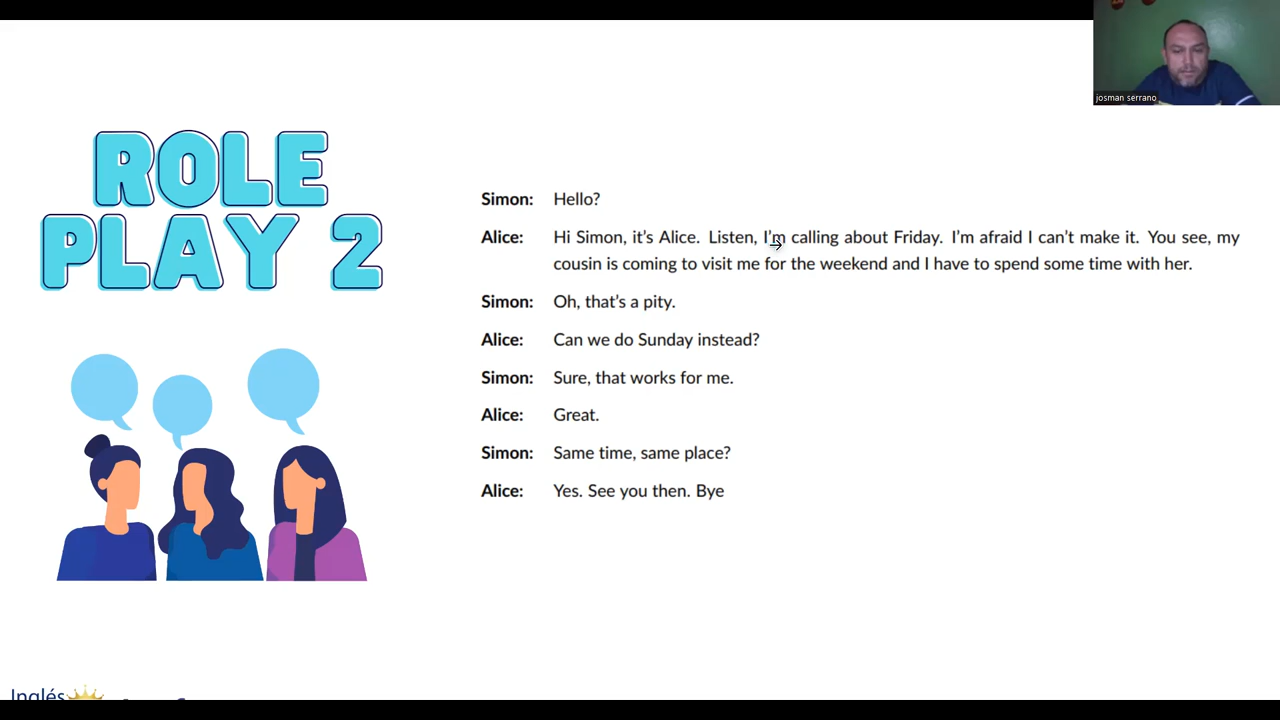 josman serrano
ROLE
PLAY 2
Simon: Hello?
Alice: Hi Simon, it's Alice. Listen, I'm calling about Friday. I'm afraid I can't make it. You see, my
cousin is coming to visit me for the weekend and I have to spend some time with her.
Simon: Oh, that's a pity.
Alice: Can we do Sunday instead?
Simon: Sure, that works for me.
Alice: Great.
Simon: Same time, same place?
Alice: Yes. See you then. Bye
Inglés